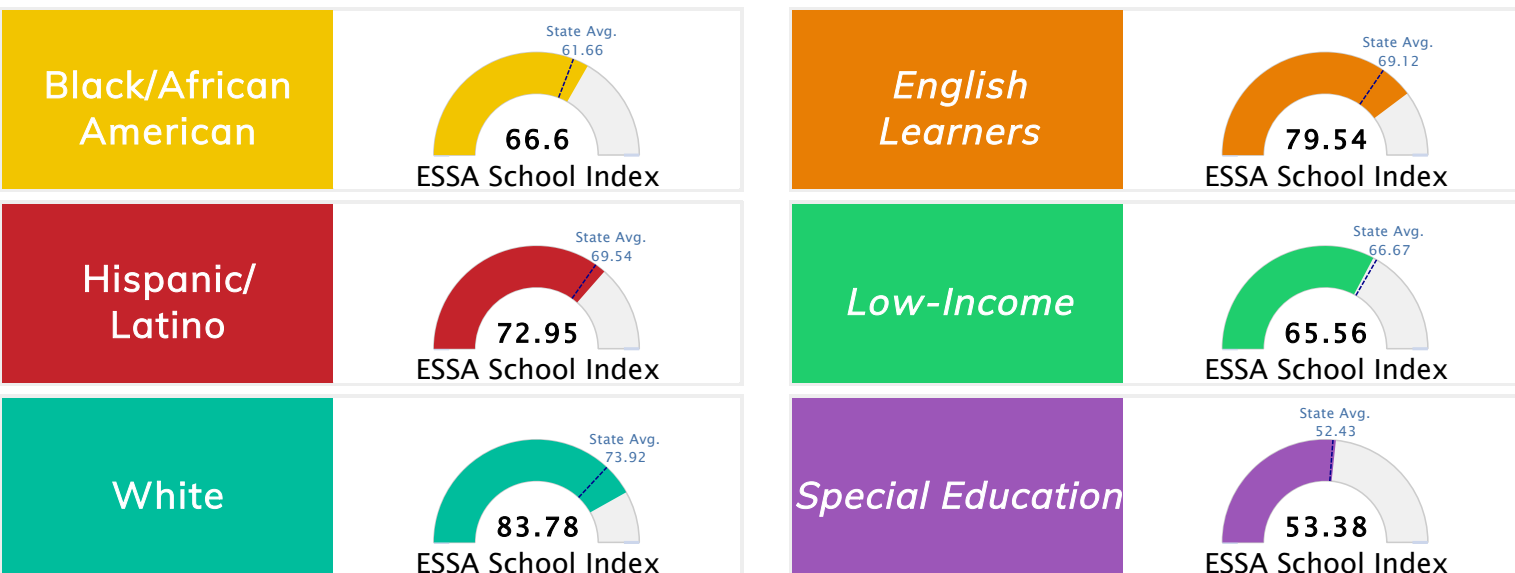 Black/African
American
State Avg.
61.66
66.6
ESSA School Index
English
Learners
State Avg.
69.12
79.54
ESSA School Index
Hispanic/
Latino
State Avg.
69.54
72.95
ESSA School Index
Low-Income
State Avg.
66.67
65.56
ESSA School Index
White
State Avg.
73.92
83.78
ESSA School Index
Special Education
State Avg.
52.43
53.38
ESSA School Index